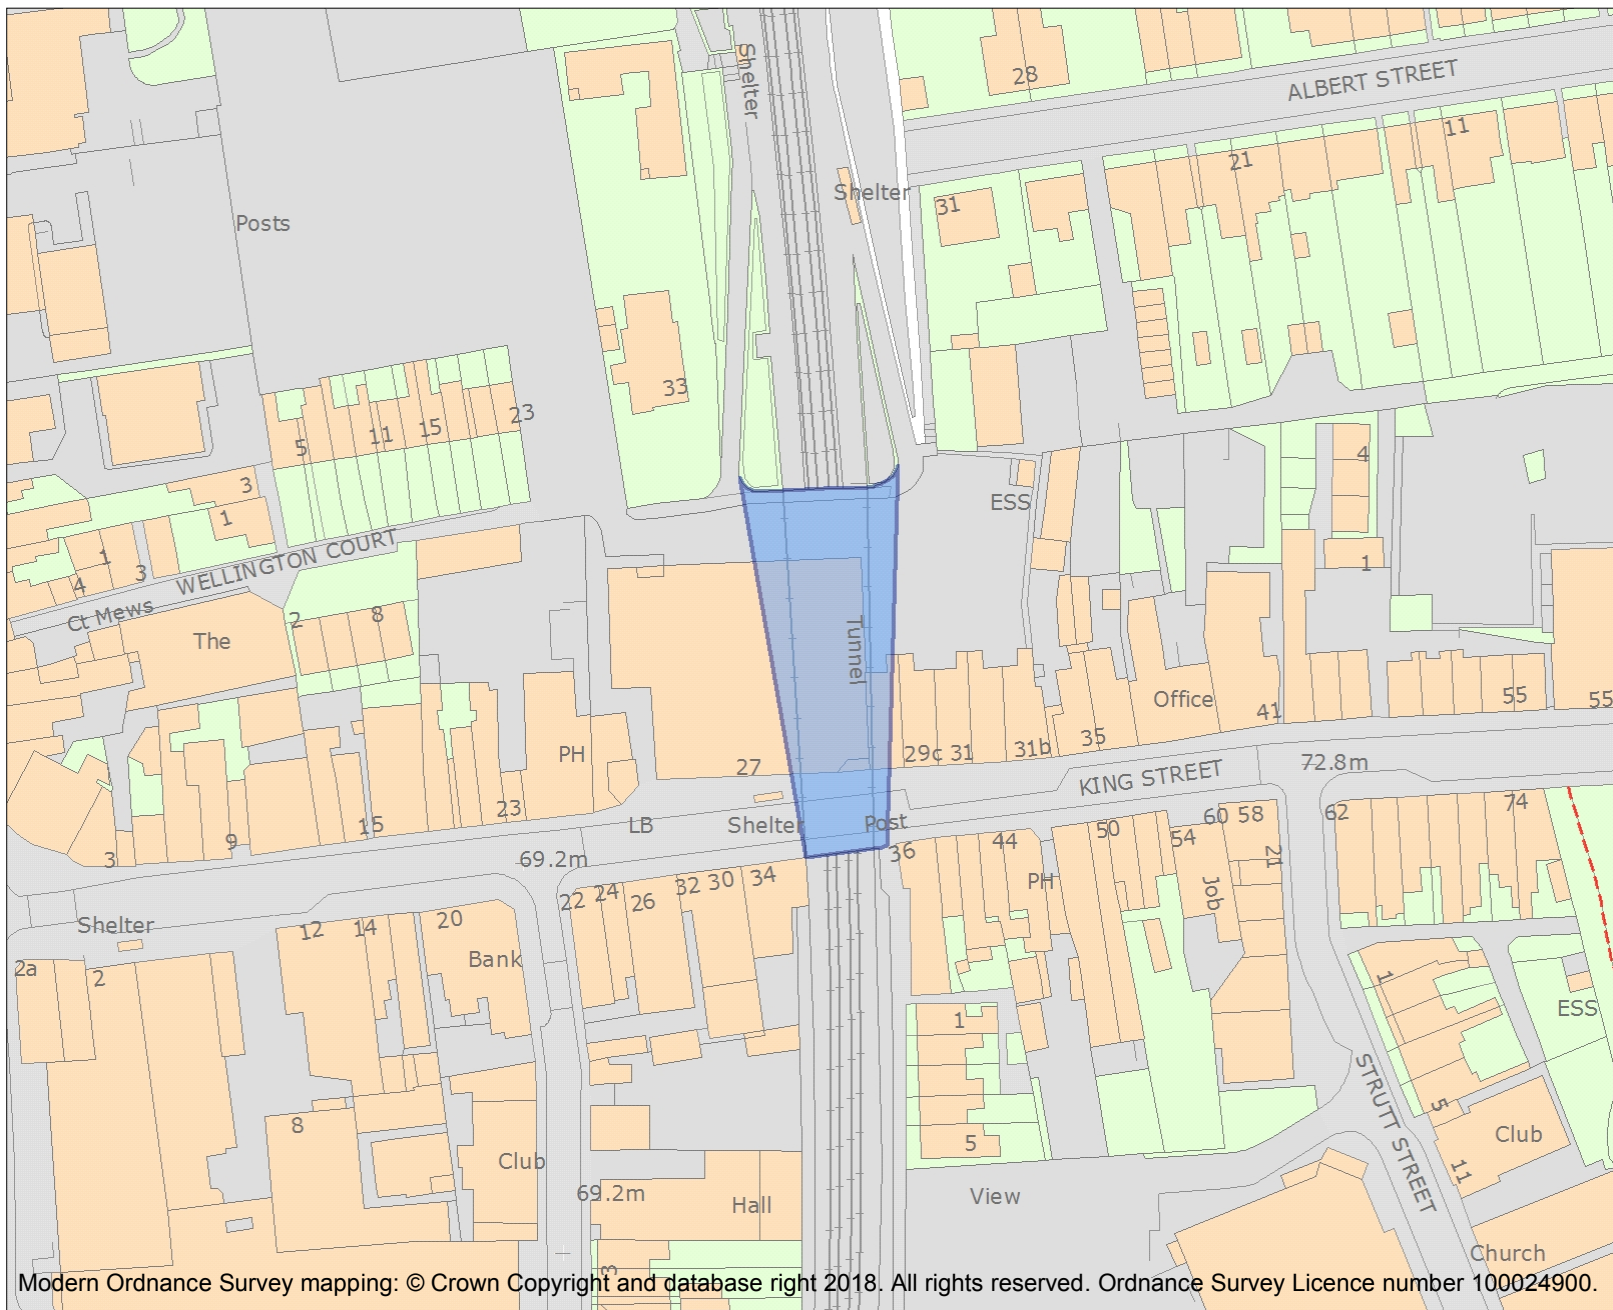 Shelter
28
ALBERT STREET
11
21
Shelter
31
Posts
33
23
15
11
5
4
3
ESS
1
WELLINGTON COURT
1
1
3
4
Ct Mews
2
8
The
Tunnel
Office
55
55
41
35
31b
31
29c
PH
27
KING STREET
72.8m
23
LB
Shelter
Post
74
62
58
60
50
54
44
36
15
9
3
69.2m
21
PH
34
30
32
26
24
22
Job
20
14
12
Shelter
Bank
2a
2
1
ESS
1
STRUTT STREET
5
8
5
Club
Club
11
69.2m
Hall
View
Church
3
Modern Ordnance Survey mapping: © Crown Copyright and database right 2018. All rights reserved. Ordnance Survey Licence number 100024900.